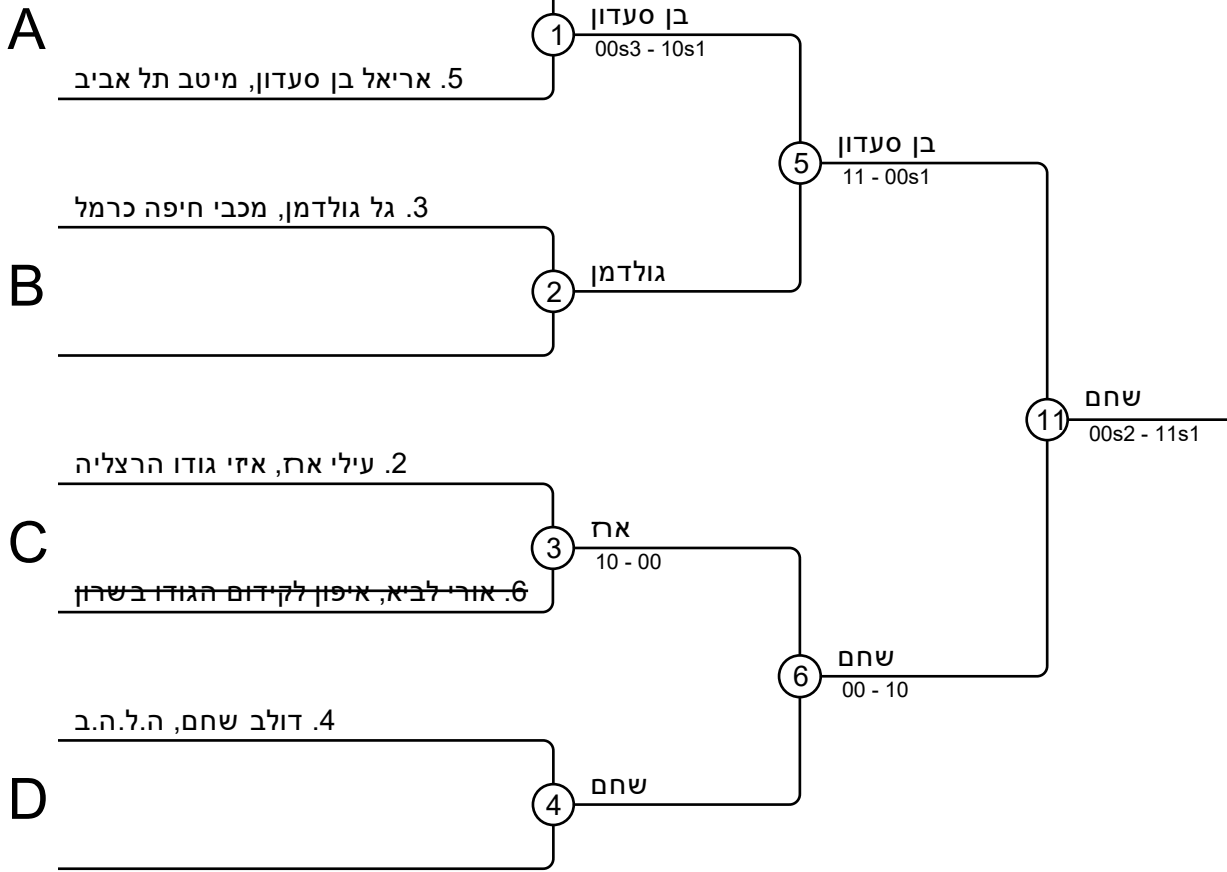 A
1
בן סעדון
00s3 - 10s1
5. אריאל בן סעדון, מיטב תל אביב
5
בן סעדון
11 - 00s1
3. גל גולדמן, מכבי חיפה כרמל
B
2
גולדמן
11
שחם
00s2 - 11s1
2. עילי ארז, איזי גודו הרצליה
C
3
ארז
10 - 00
6. אורי לביא, איפון לקידום הגודו בשרון
6
שחם
00 - 10
4. דולב שחם, ה.ל.ה.ב
D
4
שחם